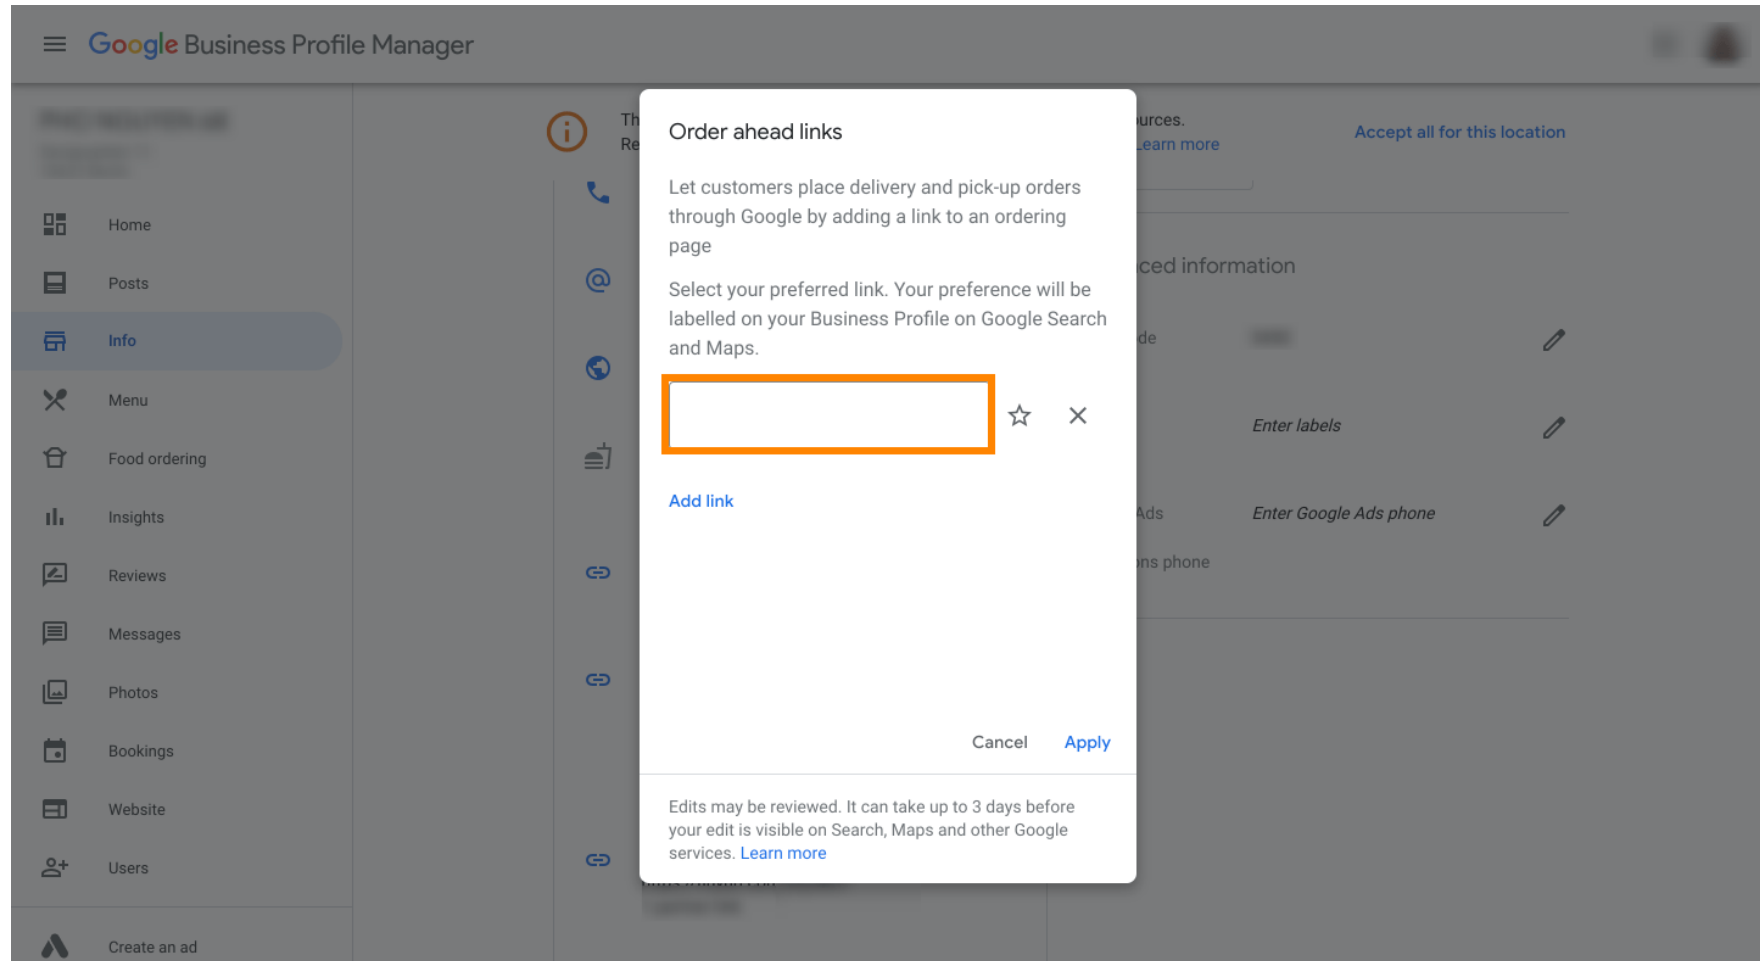 Google Business Profile Manager
Home
Posts
Info
Menu
Food ordering
Insights
Reviews
Messages
Photos
Bookings
Website
Users
Create an ad
Th
Re
urces.
Learn more
Accept all for this location
Order ahead links
Let customers place delivery and pick-up orders
through Google by adding a link to an ordering
page
Select your preferred link. Your preference will be
labelled on your Business Profile on Google Search
and Maps.
Add link
Cancel
Apply
Edits may be reviewed. It can take up to 3 days before
your edit is visible on Search, Maps and other Google
services. Learn more
ced information
de
Enter labels
Ads
Enter Google Ads phone
ons phone